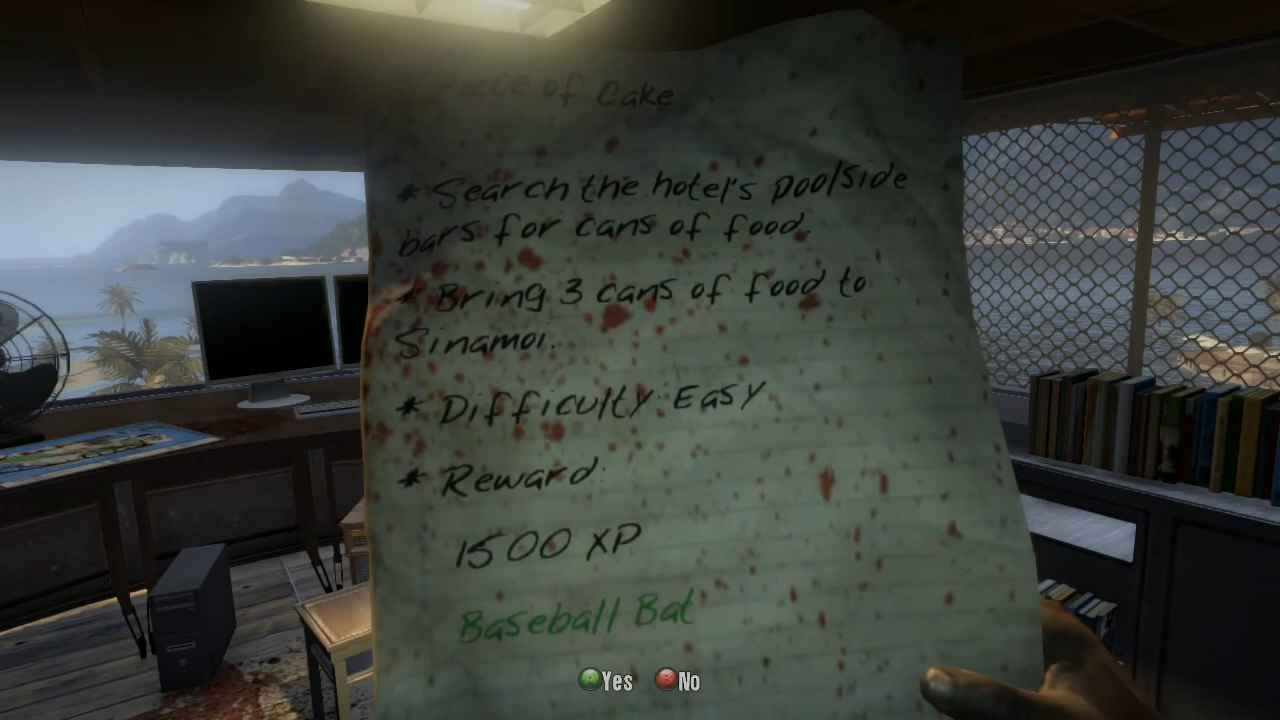 of Cake
* Search the hotel's poolside
bars for cans of food.
* Bring 3 cans of food to
Sinamoi.
* Difficulty: Easy
* Reward:
1500 XP
Baseball Bat
A Yes B No